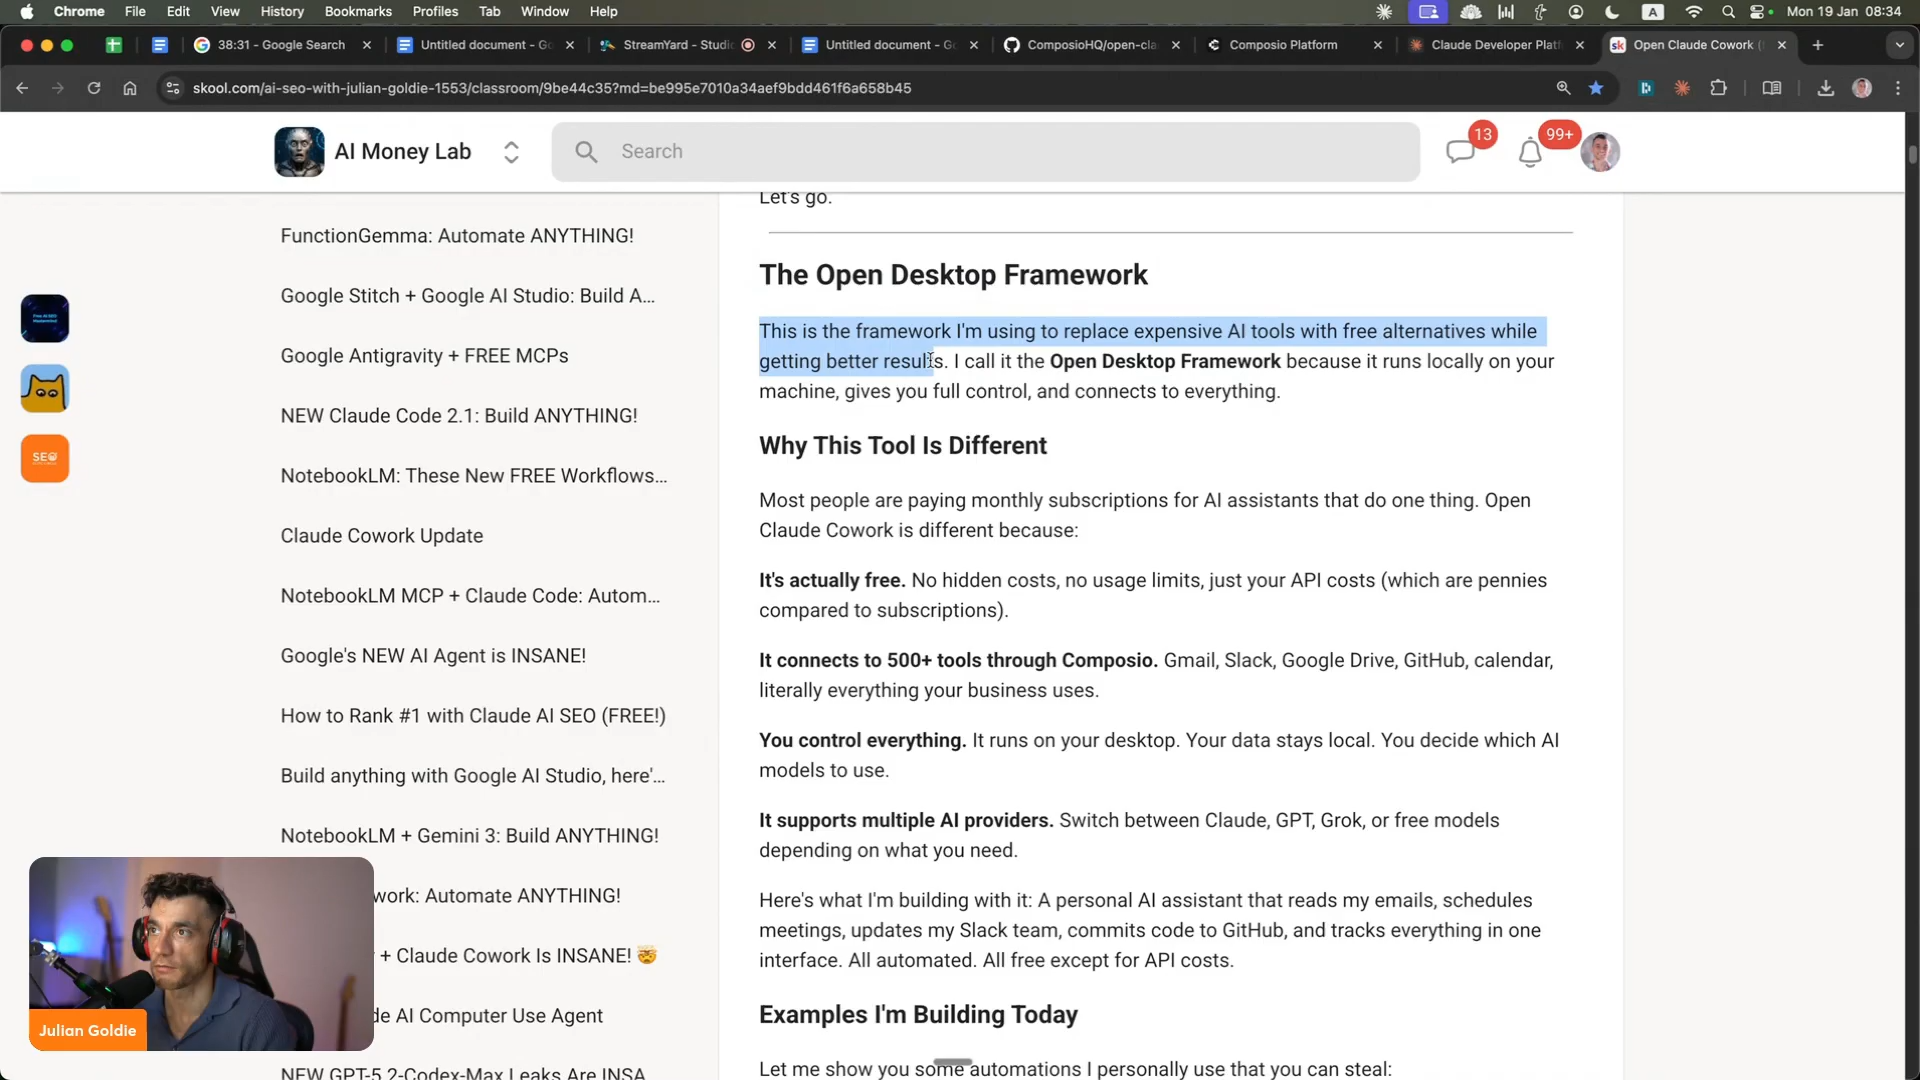 Chrome File Edit View History Bookmarks Profiles Tab Window Help
A
Mon 19 Jan 08:34
38:31 - Google Search
Untitled document - Go
StreamYard - Studi
Untitled document - Go
ComposioHQ/open-cla
Composio Platform
Claude Developer Platf
sk
Open Claude Cowork (
skool.com/ai-seo-with-julian-goldie-1553/classroom/9be44c35?md=be995e7010a34aef9bdd461f6a658b45
AI Money Lab
Search
13
99+
FunctionGemma: Automate ANYTHING!
Google Stitch + Google AI Studio: Build A...
Google Antigravity + FREE MCPs
NEW Claude Code 2.1: Build ANYTHING!
NotebookLM: These New FREE Workflows...
Claude Cowork Update
NotebookLM MCP + Claude Code: Autom...
Google's NEW AI Agent is INSANE!
How to Rank #1 with Claude AI SEO (FREE!)
Build anything with Google AI Studio, here'...
NotebookLM + Gemini 3: Build ANYTHING!
work: Automate ANYTHING!
+ Claude Cowork Is INSANE! 🤯
de AI Computer Use Agent
NEW GPT-5.2-Codex-Max Leaks Are INSA
SEO
Let's go.
The Open Desktop Framework
This is the framework I'm using to replace expensive AI tools with free alternatives while
getting better results. I call it the Open Desktop Framework because it runs locally on your
machine, gives you full control, and connects to everything.
Why This Tool Is Different
Most people are paying monthly subscriptions for AI assistants that do one thing. Open
Claude Cowork is different because:
It's actually free. No hidden costs, no usage limits, just your API costs (which are pennies
compared to subscriptions).
It connects to 500+ tools through Composio. Gmail, Slack, Google Drive, GitHub, calendar,
literally everything your business uses.
You control everything. It runs on your desktop. Your data stays local. You decide which AI
models to use.
It supports multiple AI providers. Switch between Claude, GPT, Grok, or free models
depending on what you need.
Here's what I'm building with it: A personal AI assistant that reads my emails, schedules
meetings, updates my Slack team, commits code to GitHub, and tracks everything in one
interface. All automated. All free except for API costs.
Examples I'm Building Today
Let me show you some automations I personally use that you can steal:
Julian Goldie